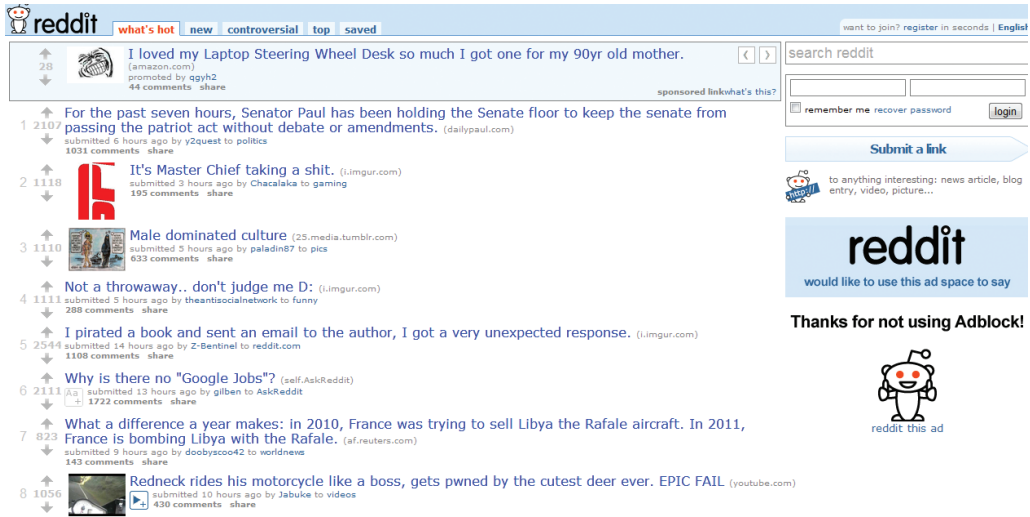 reddit what's hot new controversial top saved want to join? register in seconds | English
28
I loved my Laptop Steering Wheel Desk so much I got one for my 90yr old mother.
(amazon.com)
promoted by qgyh2
44 comments share
sponsored linkwhat's this?
1 2107 For the past seven hours, Senator Paul has been holding the Senate floor to keep the senate from
passing the patriot act without debate or amendments. (dailypaul.com)
submitted 6 hours ago by y2quest to politics
1031 comments share
2 1118 It's Master Chief taking a shit. (i.imgur.com)
submitted 3 hours ago by Chacalaka to gaming
195 comments share
3 1110 Male dominated culture (25.media.tumblr.com)
submitted 5 hours ago by paladin87 to pics
633 comments share
4 1111 Not a throwaway.. don't judge me D: (i.imgur.com)
submitted 5 hours ago by theantisocialnetwork to funny
288 comments share
5 2544 I pirated a book and sent an email to the author, I got a very unexpected response. (i.imgur.com)
submitted 14 hours ago by Z-Bentinel to reddit.com
1108 comments share
6 2111 Why is there no "Google Jobs"? (self.AskReddit)
Aa submitted 13 hours ago by gilben to AskReddit
1722 comments share
7 823 What a difference a year makes: in 2010, France was trying to sell Libya the Rafale aircraft. In 2011,
France is bombing Libya with the Rafale. (af.reuters.com)
submitted 9 hours ago by doobyscoo42 to worldnews
143 comments share
8 1056 Redneck rides his motorcycle like a boss, gets pwned by the cutest deer ever. EPIC FAIL (youtube.com)
submitted 10 hours ago by Jabuke to videos
430 comments share
search reddit
remember me recover password login
Submit a link
http://
to anything interesting: news article, blog
entry, video, picture...
reddit
would like to use this ad space to say
Thanks for not using Adblock!
reddit this ad